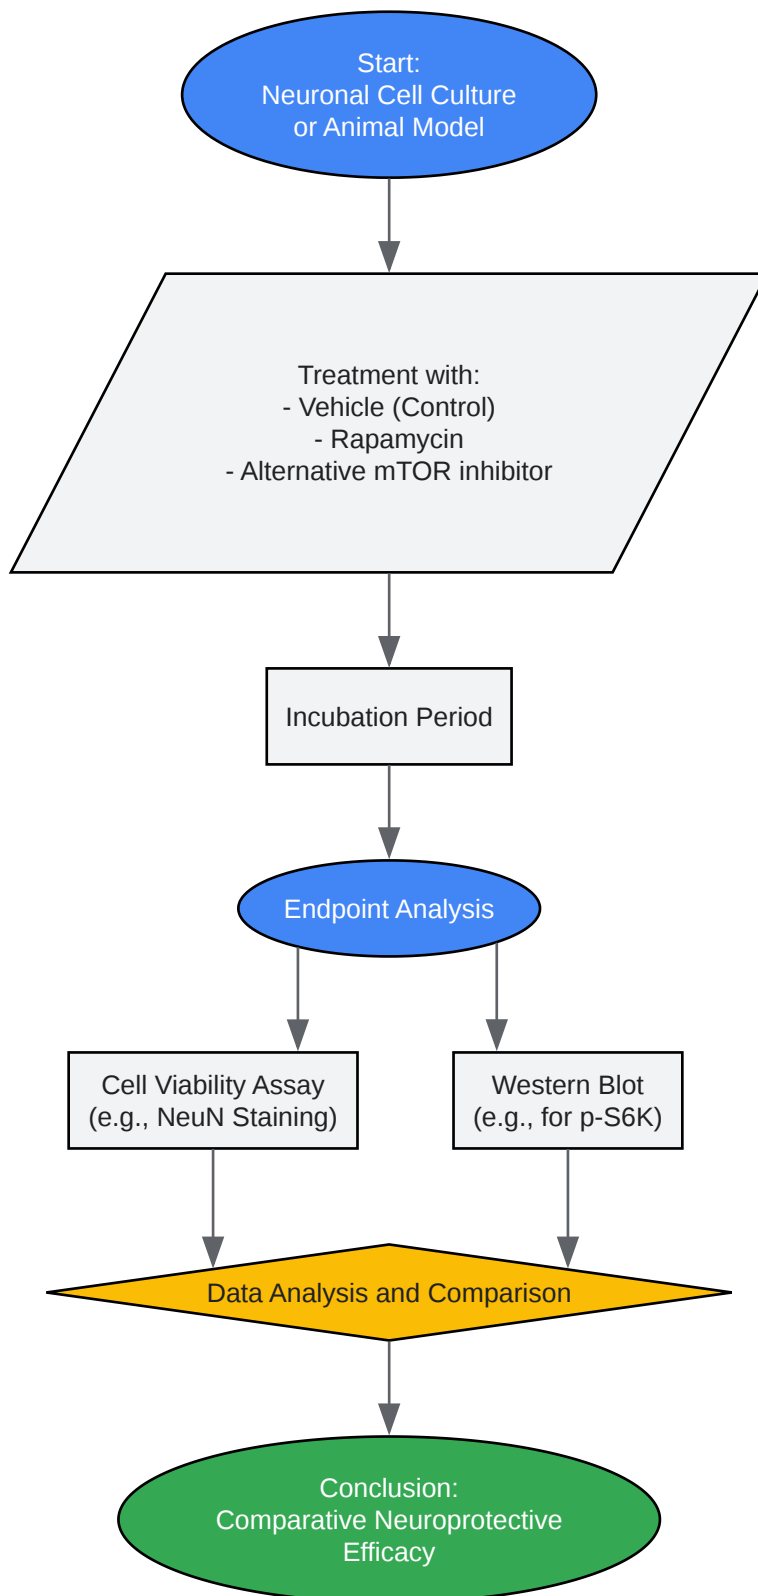 Start:
Neuronal Cell Culture
or Animal Model
Treatment with:
- Vehicle (Control)
- Rapamycin
- Alternative mTOR inhibitor
Incubation Period
Endpoint Analysis
Cell Viability Assay
(e.g., NeuN Staining)
Western Blot
(e.g., for p-S6K)
Data Analysis and Comparison
Conclusion:
Comparative Neuroprotective
Efficacy